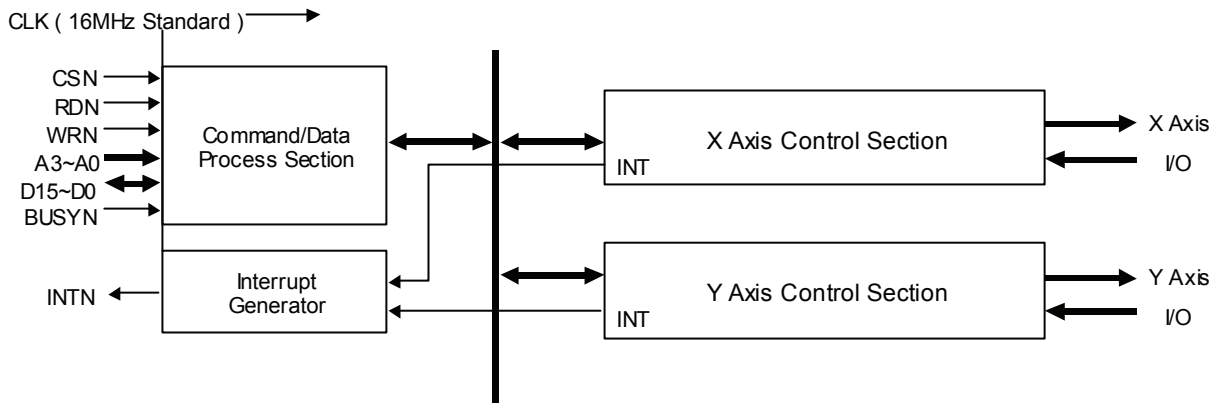 CLK ( 16MHz Standard )
CSN
RDN
WRN
A3~A0
D15~D0
BUSYN
Command/Data
Process Section
INTN
Interrupt
Generator
X Axis Control Section
INT
X Axis
I/O
Y Axis Control Section
INT
Y Axis
I/O